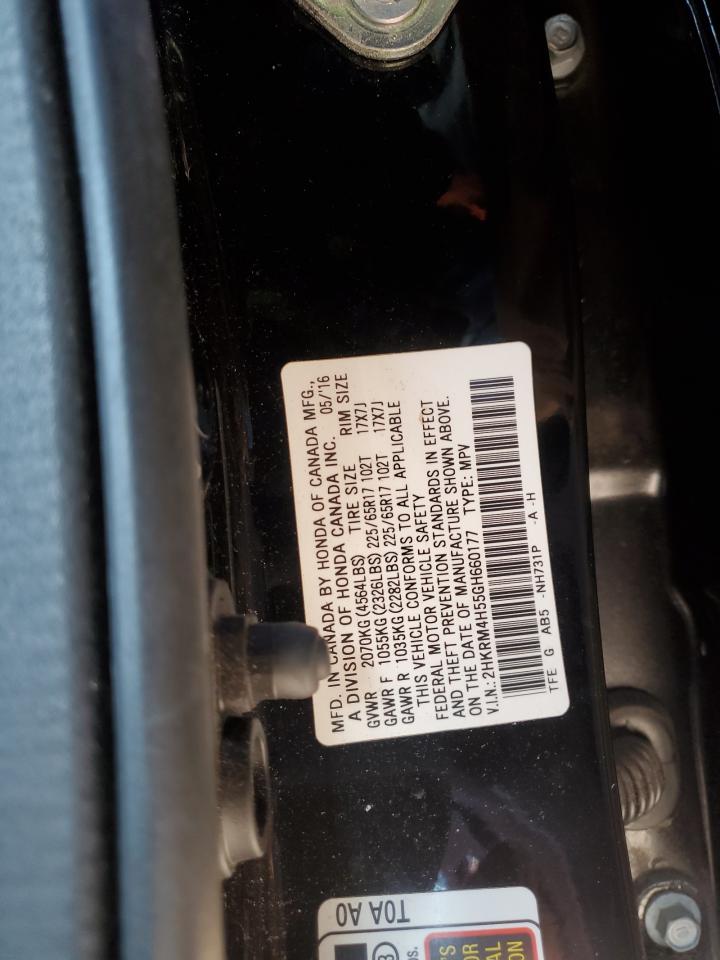 MFD. IN CANADA BY HONDA OF CANADA MFG.,
A DIVISION OF HONDA CANADA INC. 05/'16
GVWR 2070KG(4564LBS) TIRE SIZE RIM SIZE
GAWR F 1055KG(2326LBS) 225/65R17 102T 17X7J
GAWR R 1035KG(2282LBS) 225/65R17 102T 17X7J
THIS VEHICLE CONFORMS TO ALL APPLICABLE
FEDERAL MOTOR VEHICLE SAFETY
AND THEFT PREVENTION STANDARDS IN EFFECT
ON THE DATE OF MANUFACTURE SHOWN ABOVE.
V.I.N.:2HKRM4H55GH660177 TYPE: MPV
TFE G AB5 -NH731P -A -H
T0A A0